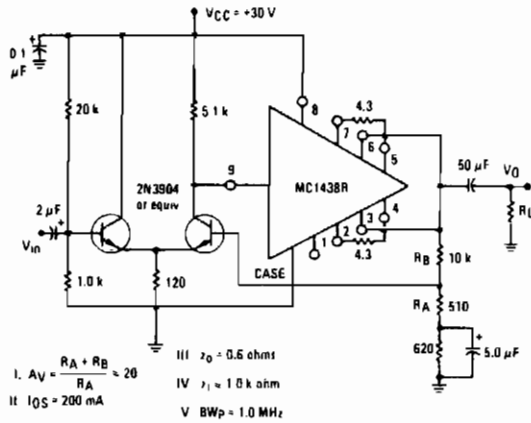 VCC = +30 V
0.1
µF
20 k
5.1 k
8
4.3
7
6
5
2N3904
or equiv
9
MC1438R
50 µF
VO
RL
2 µF
Vin
4
3
2
1
4.3
CASE
RB
10 k
1.0 k
120
RA
510
620
5.0 µF
I. AV = RA + RB / RA = 20
II IOS = 200 mA
III zo = 0.6 ohms
IV zi = 1.0 k ohm
V BWP = 1.0 MHz